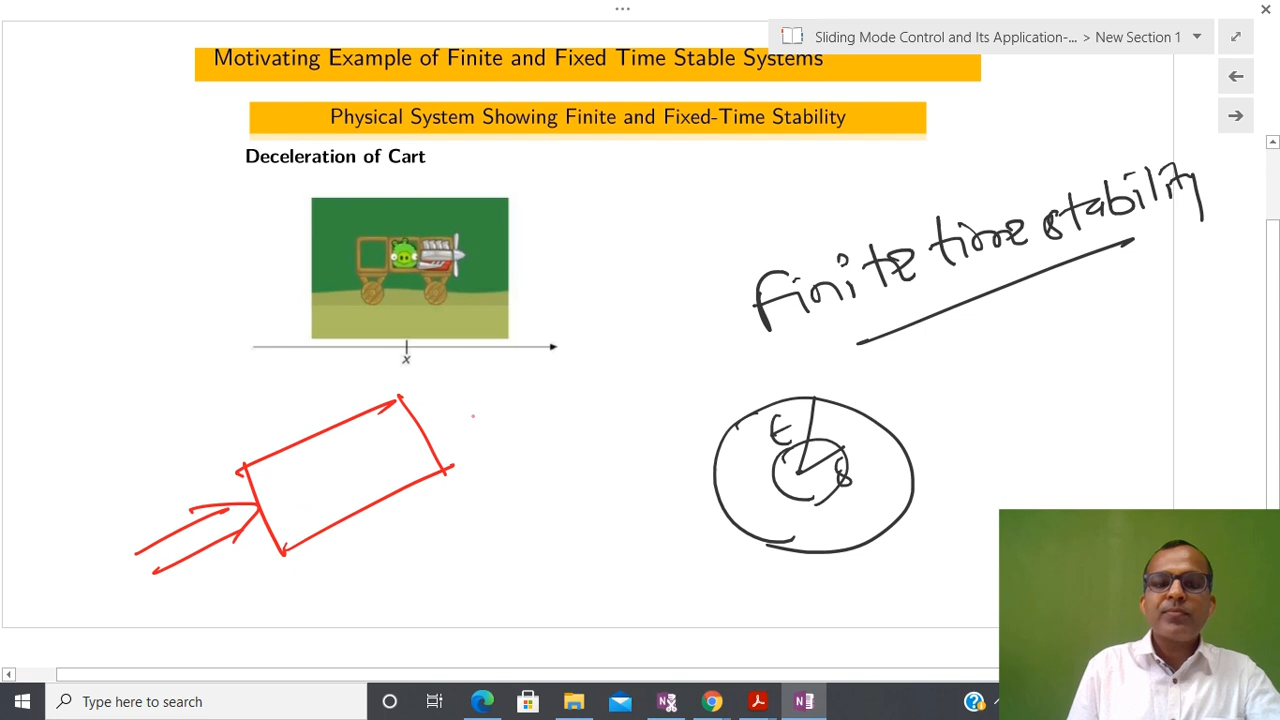 Sliding Mode Control and Its Application-... > New Section 1
Motivating Example of Finite and Fixed Time Stable Systems
Physical System Showing Finite and Fixed-Time Stability
Deceleration of Cart
Finite time stability
x
ε
δ
Type here to search